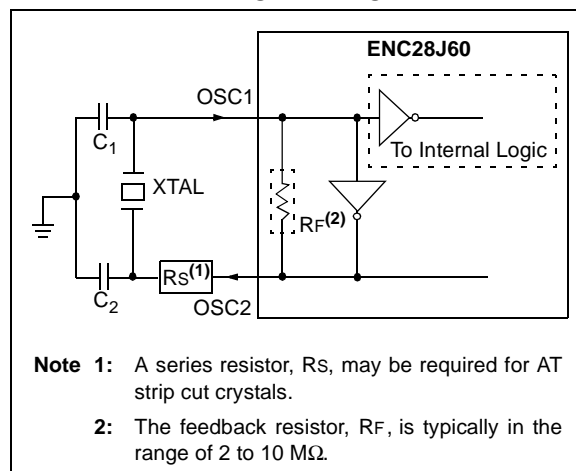 ENC28J60
OSC1
C1
To Internal Logic
XTAL
RF(2)
RS(1)
C2
OSC2
Note 1: A series resistor, RS, may be required for AT
strip cut crystals.
2: The feedback resistor, RF, is typically in the
range of 2 to 10 MΩ.